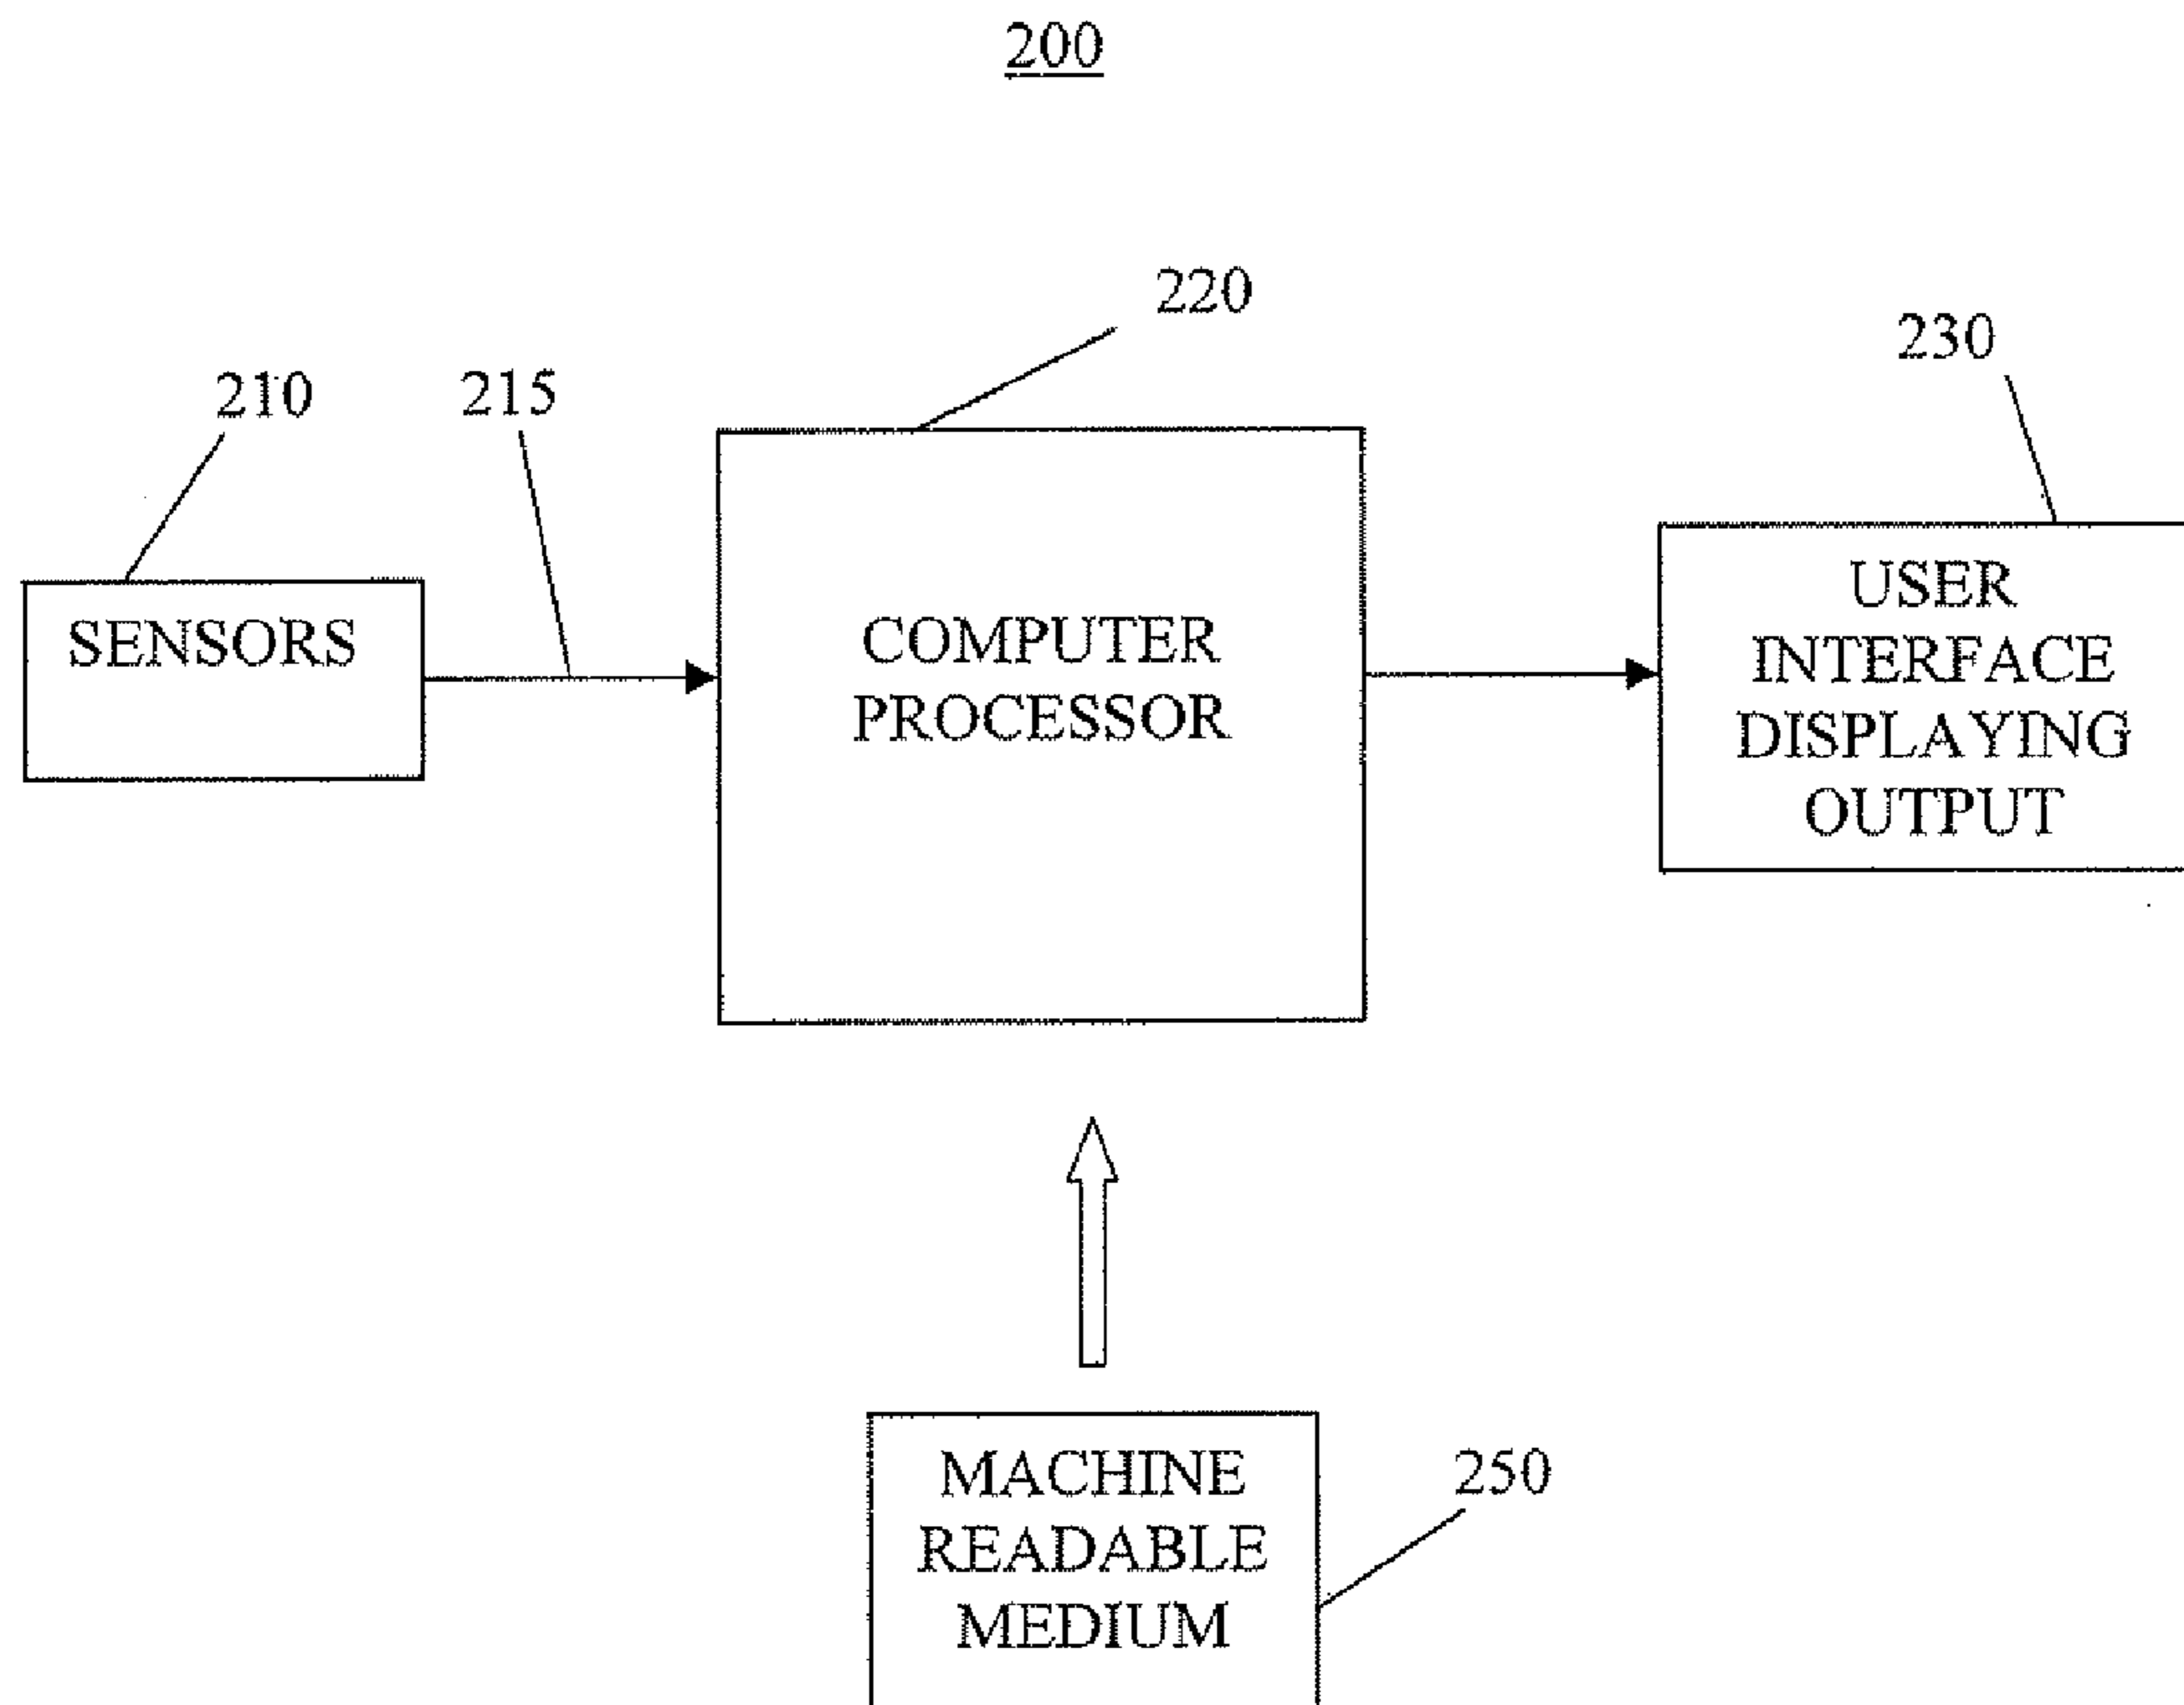 200
220
230
210
215
SENSORS
COMPUTER
PROCESSOR
USER
INTERFACE
DISPLAYING
OUTPUT
MACHINE
READABLE
MEDIUM
250